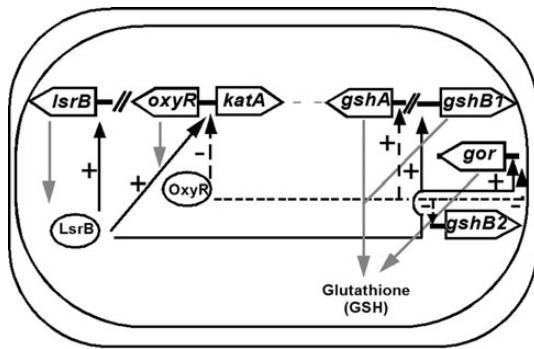 lsrB oxyR katA gshA gshB1
+ + - + + gor
OxyR +
LsrB - -
gshB2
Glutathione
(GSH)